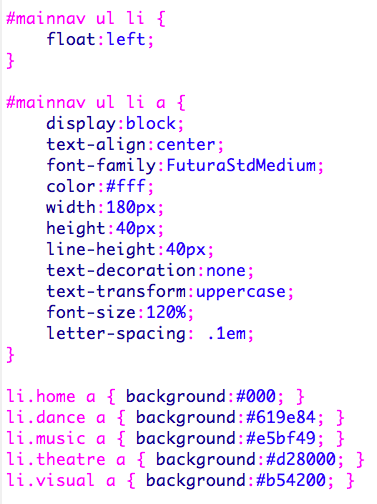 #mainnav ul li {
    float:left;
}

#mainnav ul li a {
    display:block;
    text-align:center;
    font-family:FuturaStdMedium;
    color:#fff;
    width:180px;
    height:40px;
    line-height:40px;
    text-decoration:none;
    text-transform:uppercase;
    font-size:120%;
    letter-spacing: .1em;
}

li.home a { background:#000; }
li.dance a { background:#619e84; }
li.music a { background:#e5bf49; }
li.theatre a { background:#d28000; }
li.visual a { background:#b54200; }